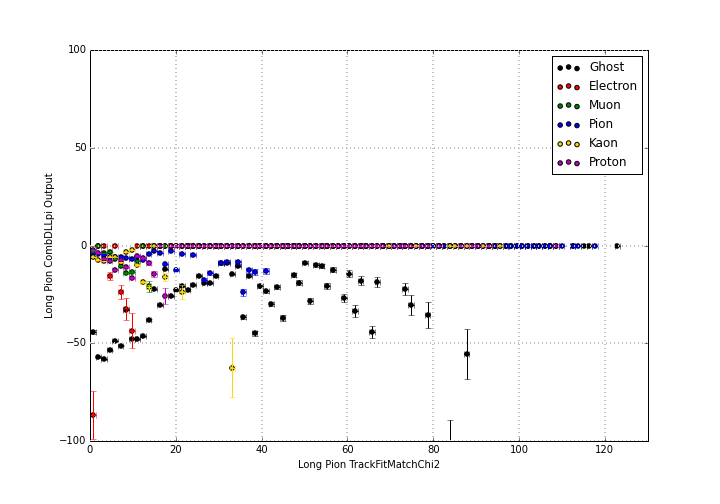 100
50
0
−50
−100
Long Pion CombDLLpi Output
0
20
40
60
80
100
120
Long Pion TrackFitMatchChi2
Ghost
Electron
Muon
Pion
Kaon
Proton